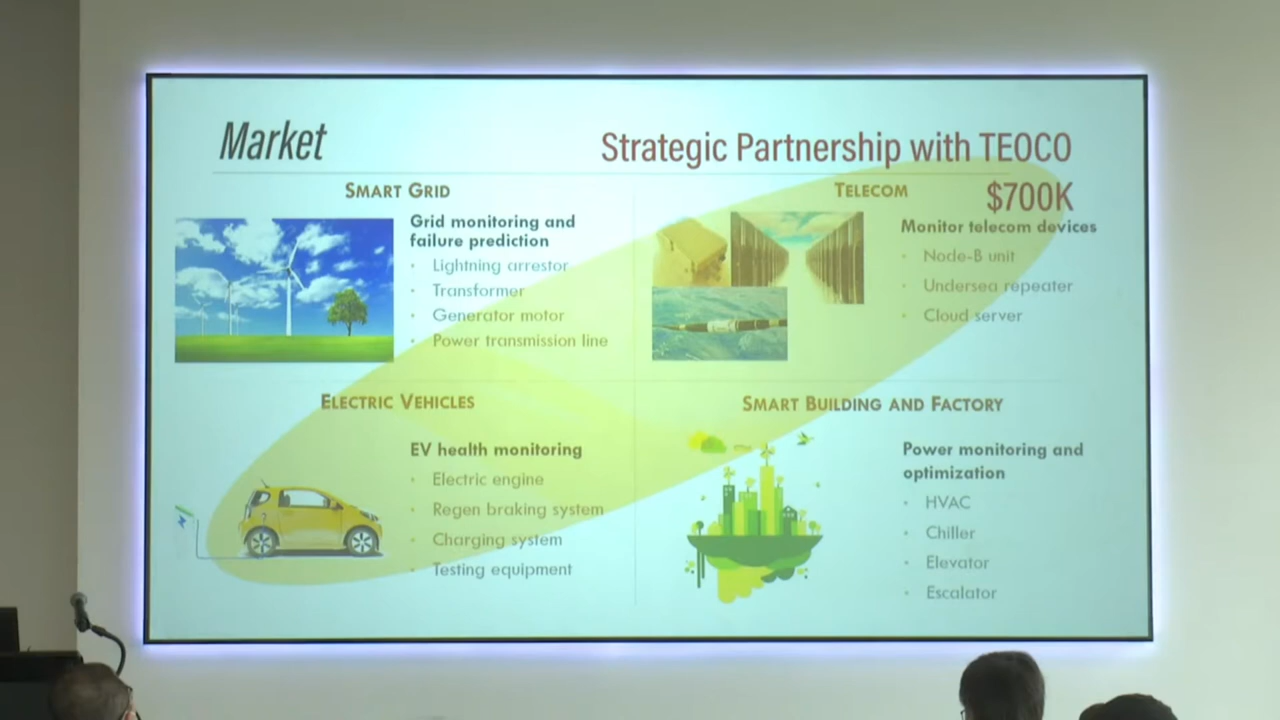 Market
Strategic Partnership with TEOCO
$700K
SMART GRID
Grid monitoring and
failure prediction
• Lightning arrestor
• Transformer
• Generator motor
• Power transmission line
TELECOM
Monitor telecom devices
• Node-B unit
• Undersea repeater
• Cloud server
ELECTRIC VEHICLES
EV health monitoring
• Electric engine
• Regen braking system
• Charging system
• Testing equipment
SMART BUILDING AND FACTORY
Power monitoring and
optimization
• HVAC
• Chiller
• Elevator
• Escalator